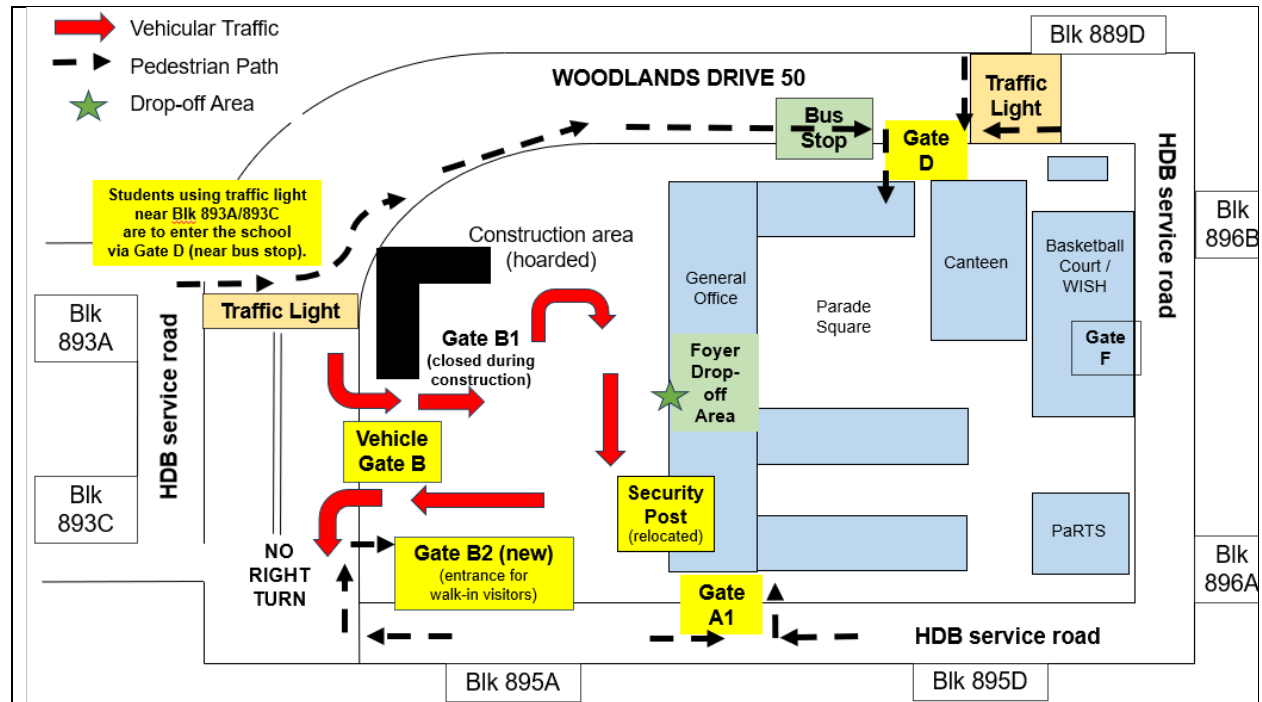 Vehicular Traffic
Pedestrian Path
Drop-off Area
WOODLANDS DRIVE 50
Blk 889D
Traffic
Light
Bus
Stop
Gate
D
HDB service road
Students using traffic light
near Blk 893A/893C
are to enter the school
via Gate D (near bus stop).
Blk
896B
Construction area
(hoarded)
General
Office
Parade
Square
Canteen
Basketball
Court /
WISH
Traffic Light
Blk
893A
HDB service road
Gate B1
(closed during
construction)
Foyer
Drop-
off
Area
Gate
F
Vehicle
Gate B
Blk
893C
Security
Post
(relocated)
PaRTS
NO
RIGHT
TURN
Gate B2 (new)
(entrance for
walk-in visitors)
Blk
896A
Gate
A1
HDB service road
Blk 895A
Blk 895D